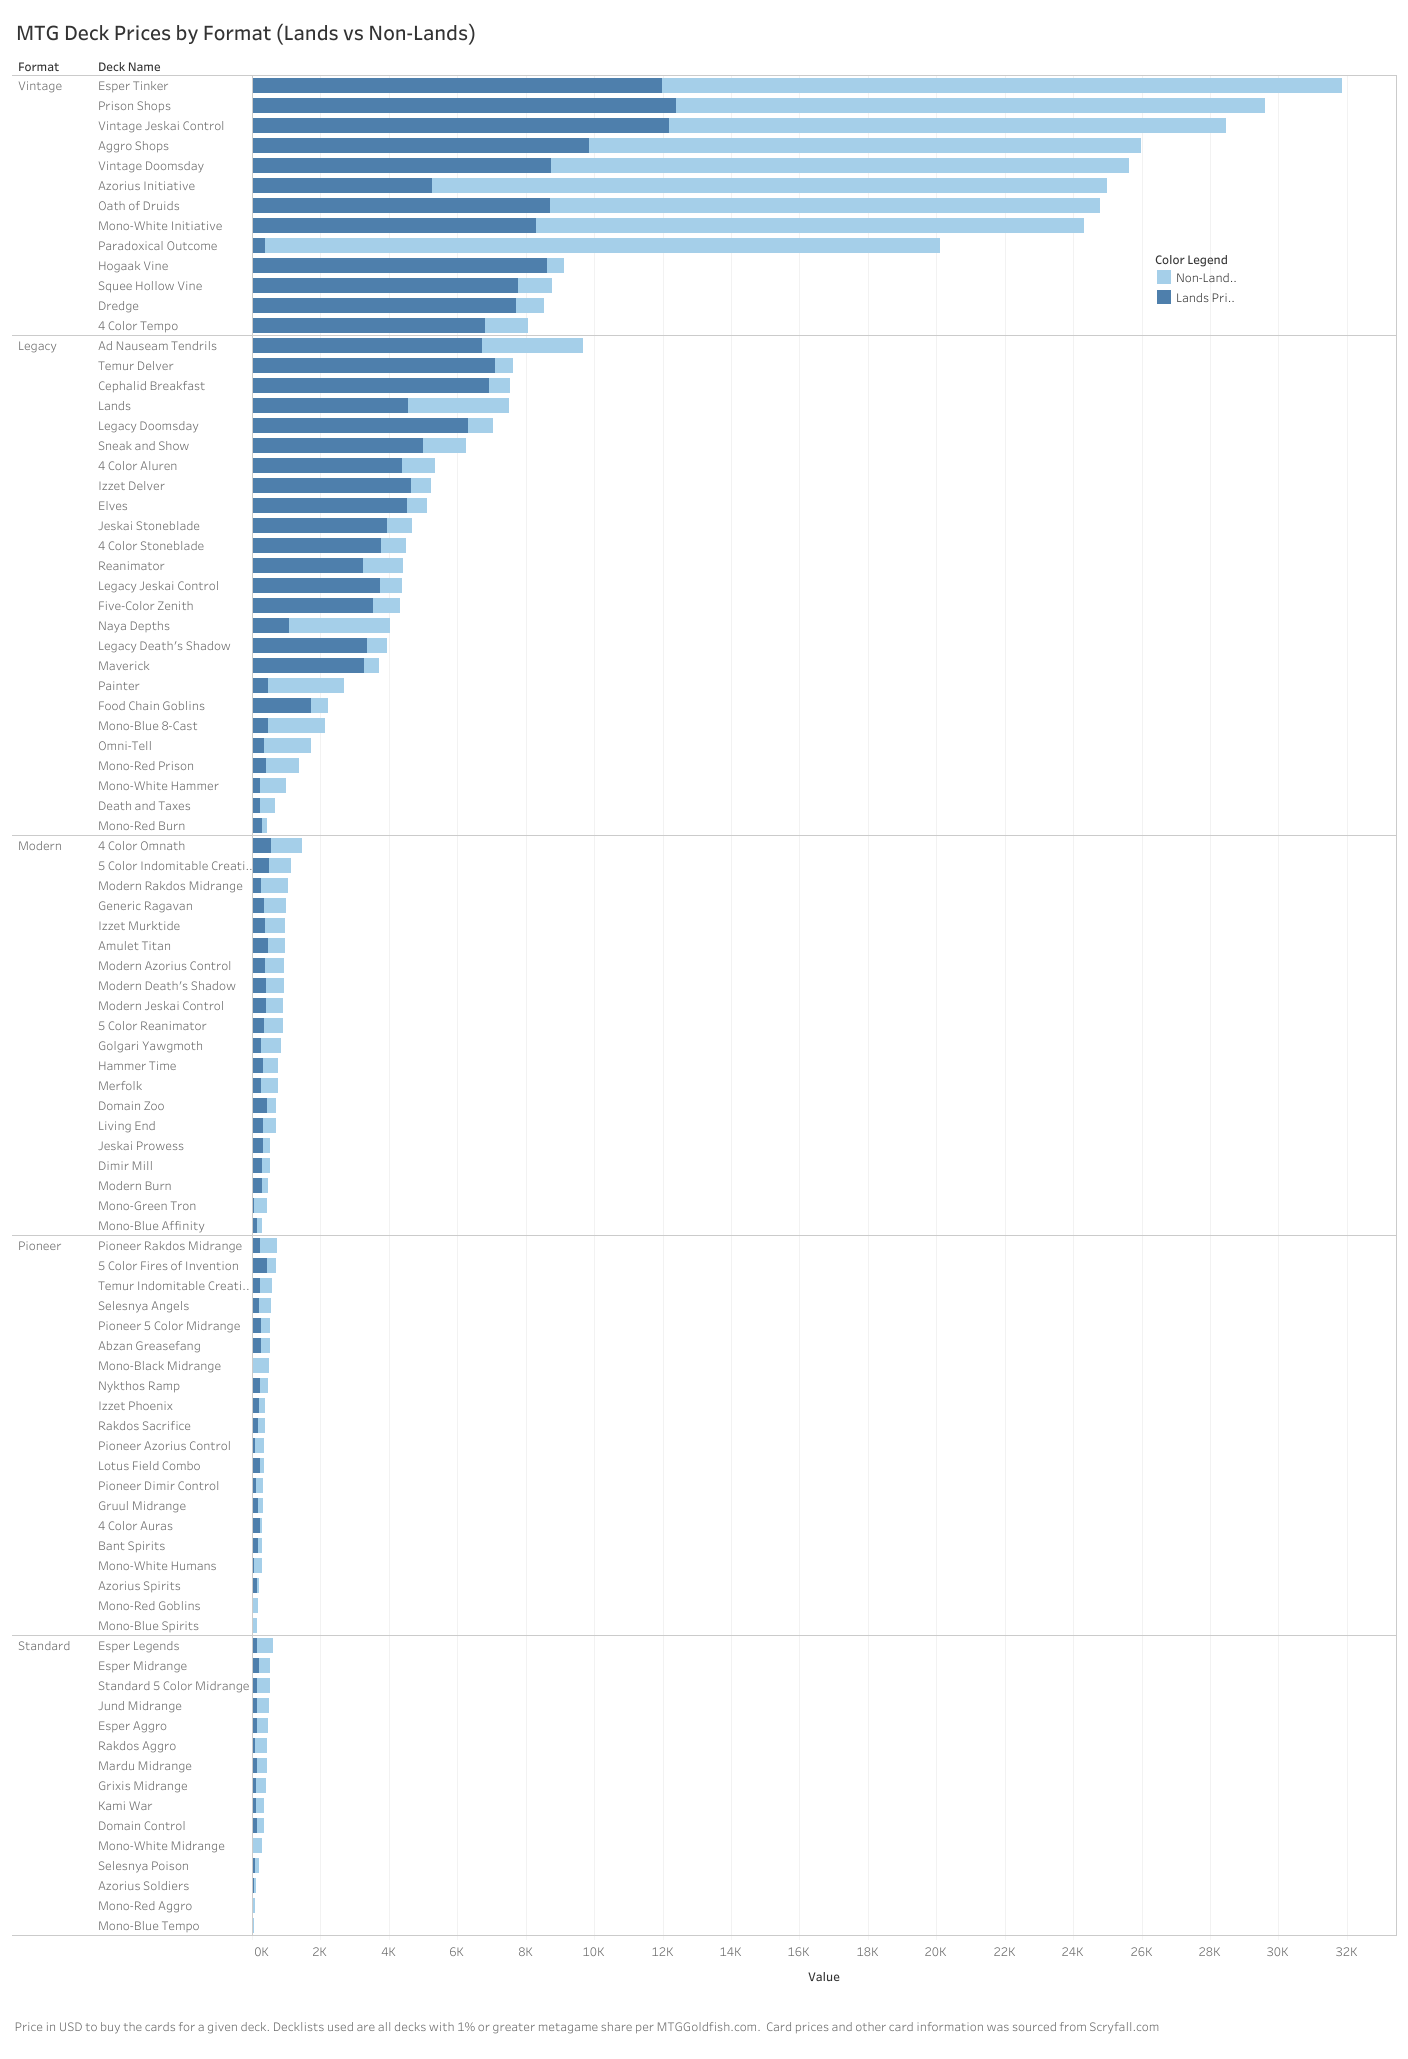 MTG Deck Prices by Format (Lands vs Non-Lands)
Format Deck Name
Vintage Esper Tinker
Prison Shops
Vintage Jeskai Control
Aggro Shops
Vintage Doomsday
Azorius Initiative
Oath of Druids
Mono-White Initiative
Paradoxical Outcome
Color Legend
Hogaak Vine
Non-Land..
Squee Hollow Vine
Lands Pri..
Dredge
4 Color Tempo
Legacy Ad Nauseam Tendrils
Temur Delver
Cephalid Breakfast
Lands
Legacy Doomsday
Sneak and Show
4 Color Aluren
Izzet Delver
Elves
Jeskai Stoneblade
4 Color Stoneblade
Reanimator
Legacy Jeskai Control
Five-Color Zenith
Naya Depths
Legacy Death's Shadow
Maverick
Painter
Food Chain Goblins
Mono-Blue 8-Cast
Omni-Tell
Mono-Red Prison
Mono-White Hammer
Death and Taxes
Mono-Red Burn
Modern 4 Color Omnath
5 Color Indomitable Creati..
Modern Rakdos Midrange
Generic Ragavan
Izzet Murktide
Amulet Titan
Modern Azorius Control
Modern Death's Shadow
Modern Jeskai Control
5 Color Reanimator
Golgari Yawgmoth
Hammer Time
Merfolk
Domain Zoo
Living End
Jeskai Prowess
Dimir Mill
Modern Burn
Mono-Green Tron
Mono-Blue Affinity
Pioneer Pioneer Rakdos Midrange
5 Color Fires of Invention
Temur Indomitable Creati..
Selesnya Angels
Pioneer 5 Color Midrange
Abzan Greasefang
Mono-Black Midrange
Nykthos Ramp
Izzet Phoenix
Rakdos Sacrifice
Pioneer Azorius Control
Lotus Field Combo
Pioneer Dimir Control
Gruul Midrange
4 Color Auras
Bant Spirits
Mono-White Humans
Azorius Spirits
Mono-Red Goblins
Mono-Blue Spirits
Standard Esper Legends
Esper Midrange
Standard 5 Color Midrange
Jund Midrange
Esper Aggro
Rakdos Aggro
Mardu Midrange
Grixis Midrange
Kami War
Domain Control
Mono-White Midrange
Selesnya Poison
Azorius Soldiers
Mono-Red Aggro
Mono-Blue Tempo
0K 2K 4K 6K 8K 10K 12K 14K 16K 18K 20K 22K 24K 26K 28K 30K 32K
Value
Price in USD to buy the cards for a given deck. Decklists used are all decks with 1% or greater metagame share per MTGGoldfish.com. Card prices and other card information was sourced from Scryfall.com